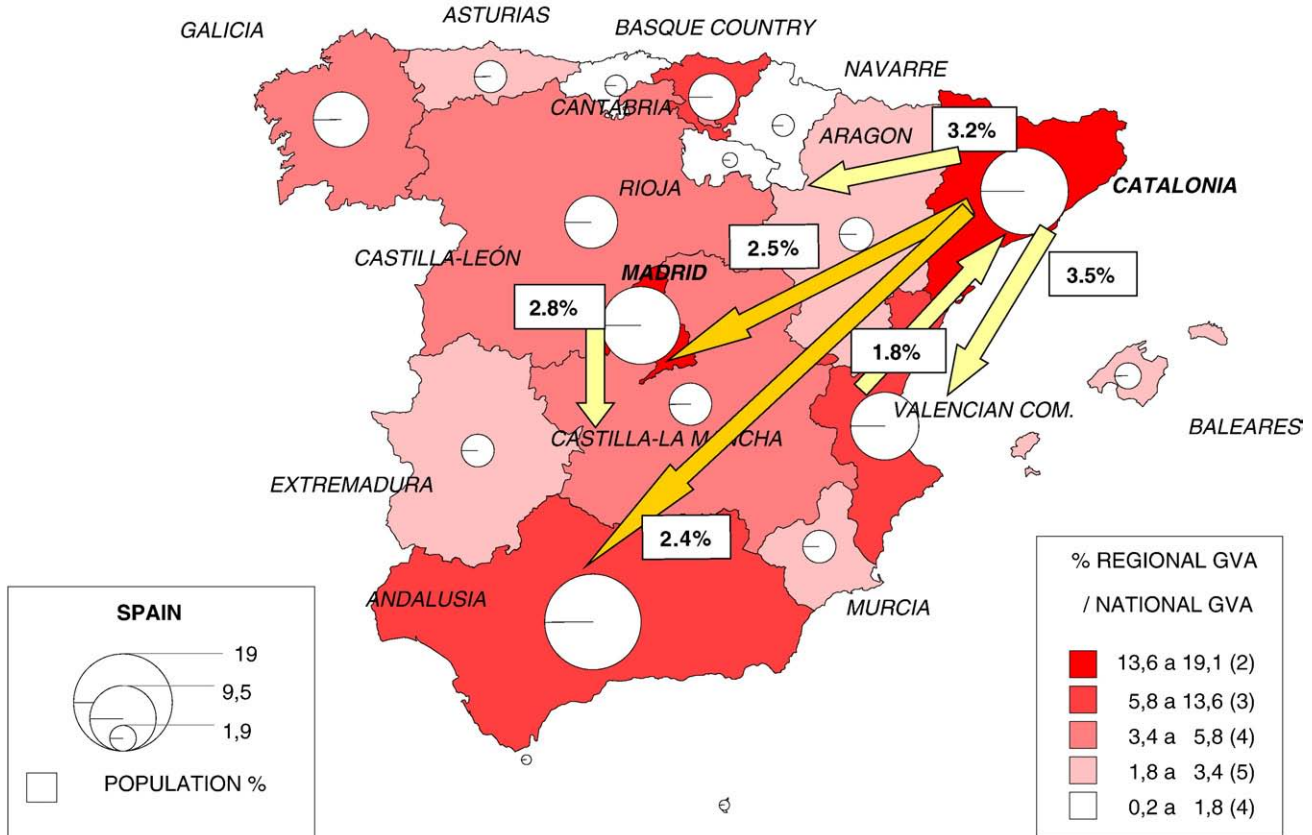 ASTURIAS
BASQUE COUNTRY
GALICIA
NAVARRE
CANTABRIA
3.2%
ARAGON
RIOJA
CATALONIA
2.5%
CASTILLA-LEÓN
MADRID
3.5%
2.8%
1.8%
VALENCIAN COM.
BALEARES
CASTILLA-LA MANCHA
EXTREMADURA
2.4%
ANDALUSIA
MURCIA
SPAIN
19
9,5
1,9
POPULATION %
% REGIONAL GVA
/ NATIONAL GVA
13,6 a 19,1 (2)
5,8 a 13,6 (3)
3,4 a 5,8 (4)
1,8 a 3,4 (5)
0,2 a 1,8 (4)